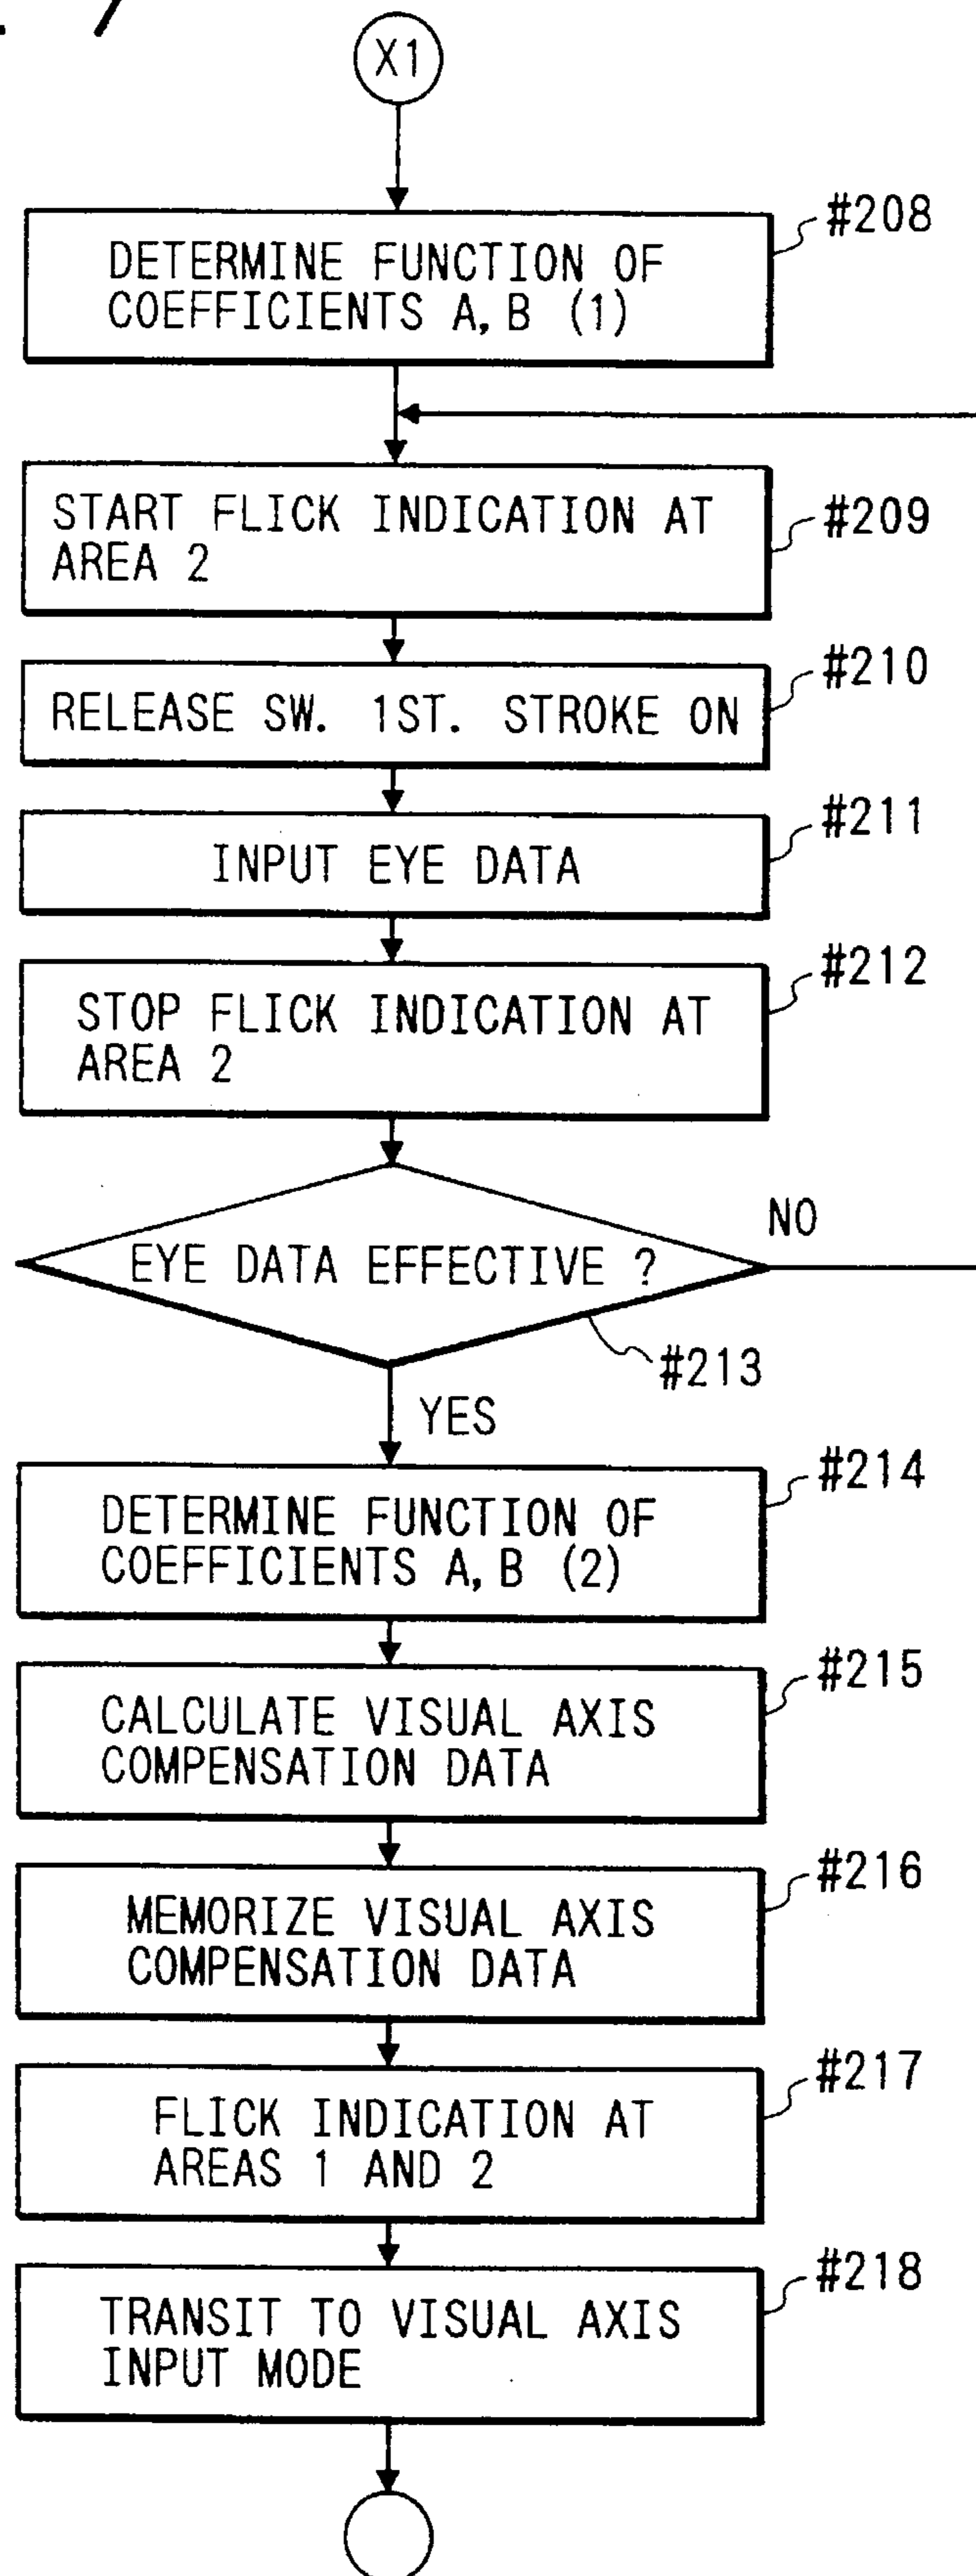 7
X1
#208
DETERMINE FUNCTION OF
COEFFICIENTS A, B (1)
START FLICK INDICATION AT
AREA 2
#209
RELEASE SW. 1ST. STROKE ON
#210
INPUT EYE DATA
#211
STOP FLICK INDICATION AT
AREA 2
#212
EYE DATA EFFECTIVE ?
NO
#213
YES
DETERMINE FUNCTION OF
COEFFICIENTS A, B (2)
#214
CALCULATE VISUAL AXIS
COMPENSATION DATA
#215
MEMORIZE VISUAL AXIS
COMPENSATION DATA
#216
FLICK INDICATION AT
AREAS 1 AND 2
#217
TRANSIT TO VISUAL AXIS
INPUT MODE
#218